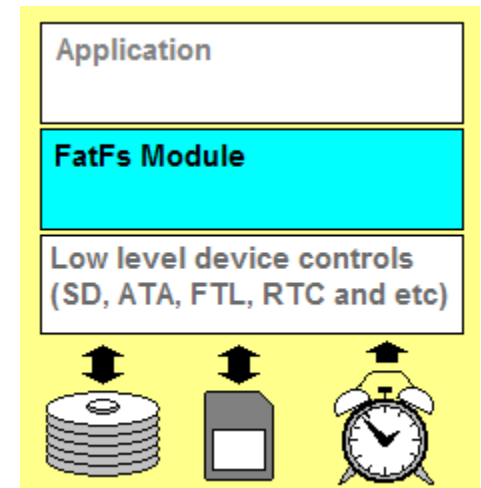 Application
FatFs Module
Low level device controls
(SD, ATA, FTL, RTC and etc)